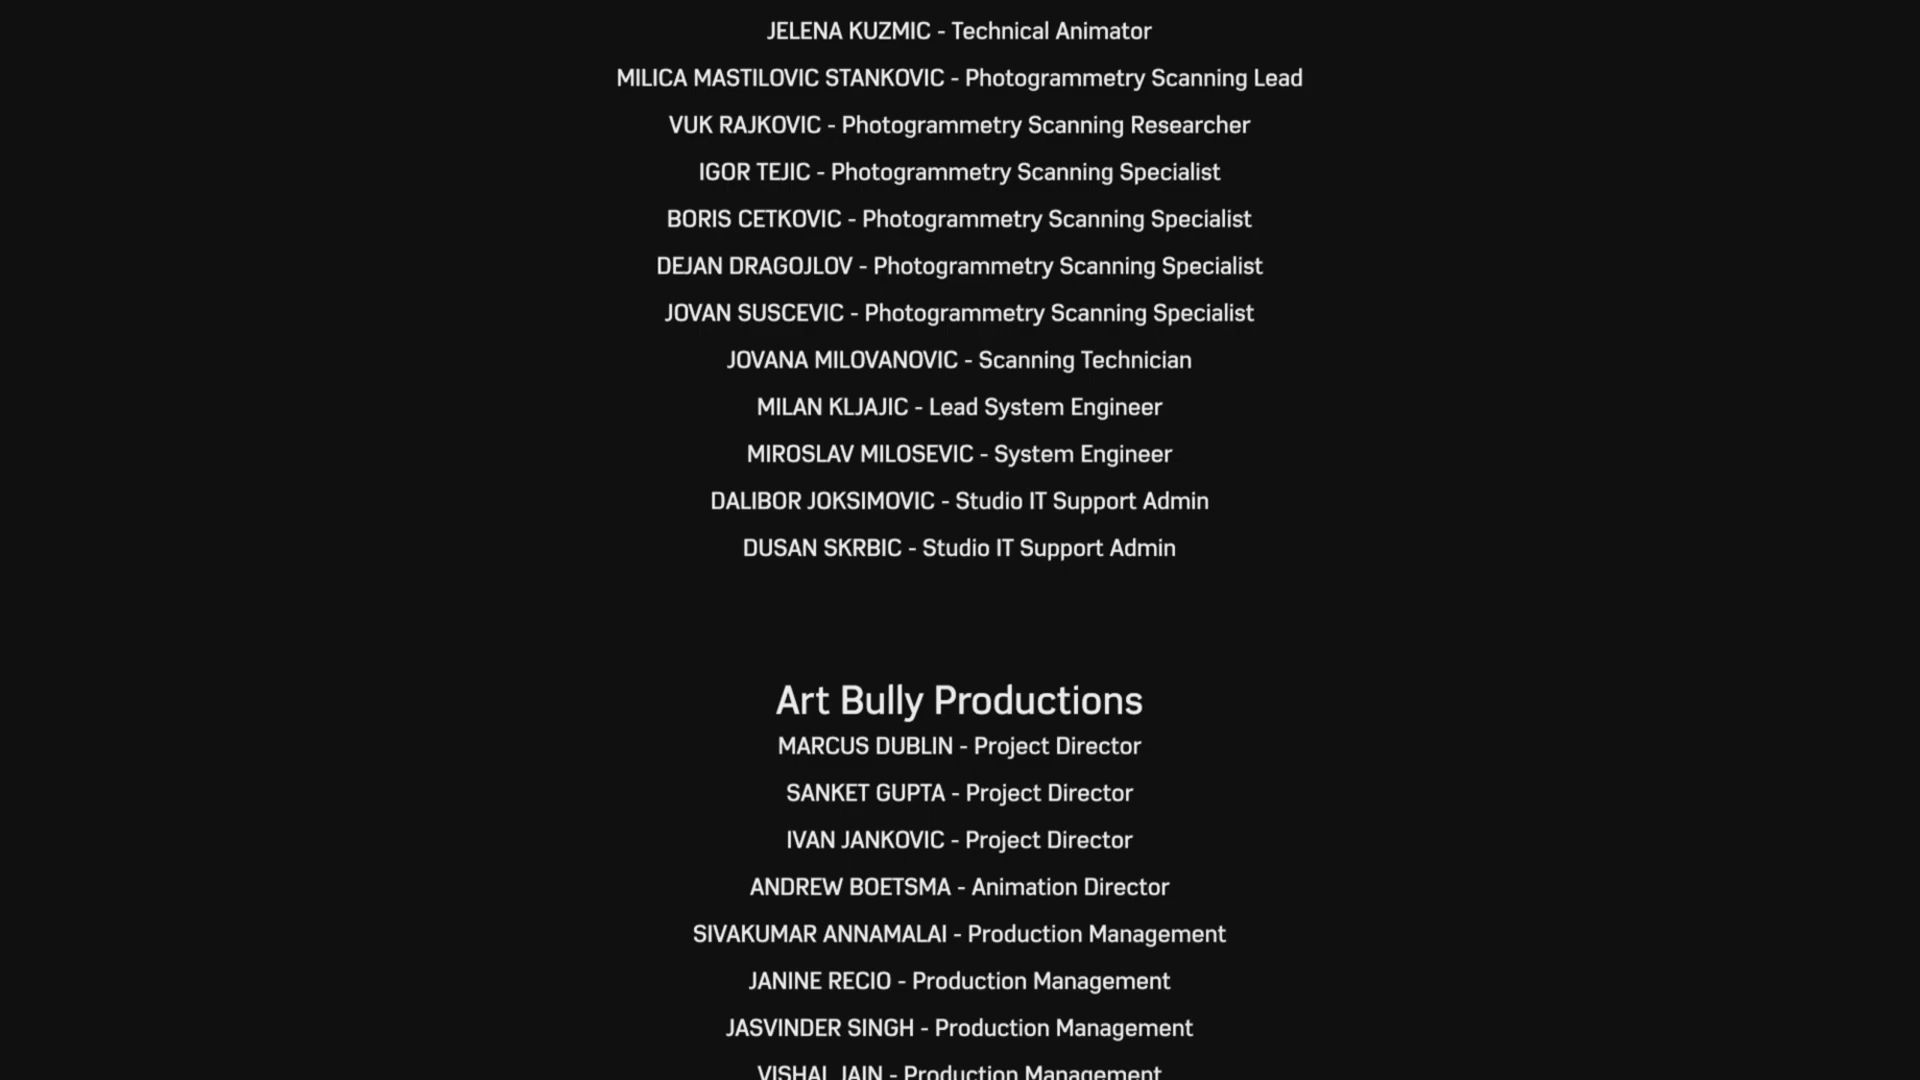 JELENA KUZMIC - Technical Animator
MILICA MASTILOVIC STANKOVIC - Photogrammetry Scanning Lead
VUK RAJKOVIC - Photogrammetry Scanning Researcher
IGOR TEJIC - Photogrammetry Scanning Specialist
BORIS CETKOVIC - Photogrammetry Scanning Specialist
DEJAN DRAGOJLOV - Photogrammetry Scanning Specialist
JOVAN SUSCEVIC - Photogrammetry Scanning Specialist
JOVANA MILOVANOVIC - Scanning Technician
MILAN KLJAJIC - Lead System Engineer
MIROSLAV MILOSEVIC - System Engineer
DALIBOR JOKSIMOVIC - Studio IT Support Admin
DUSAN SKRBIC - Studio IT Support Admin
Art Bully Productions
MARCUS DUBLIN - Project Director
SANKET GUPTA - Project Director
IVAN JANKOVIC - Project Director
ANDREW BOETSMA - Animation Director
SIVAKUMAR ANNAMALAI - Production Management
JANINE RECIO - Production Management
JASVINDER SINGH - Production Management
VISHAL JAIN - Production Management